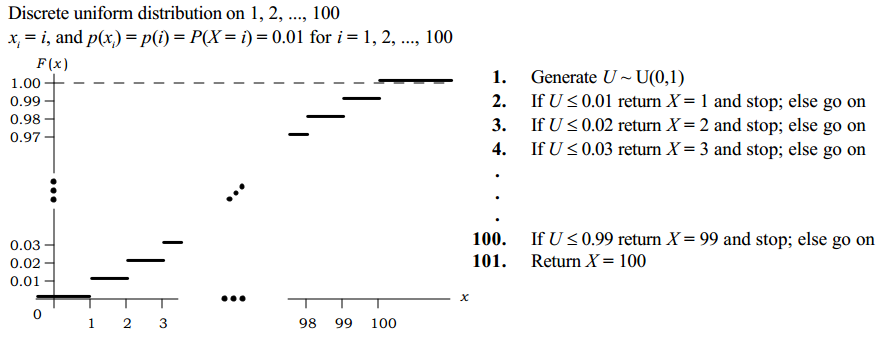 Discrete uniform distribution on 1, 2, ..., 100
xᵢ = i, and p(xᵢ) = p(i) = P(X = i) = 0.01 for i = 1, 2, ..., 100
F(x)
1.00
0.99
0.98
0.97
0.03
0.02
0.01
0
1 2 3 98 99 100
x
1. Generate U ~ U(0,1)
2. If U ≤ 0.01 return X = 1 and stop; else go on
3. If U ≤ 0.02 return X = 2 and stop; else go on
4. If U ≤ 0.03 return X = 3 and stop; else go on
.
.
.
100. If U ≤ 0.99 return X = 99 and stop; else go on
101. Return X = 100